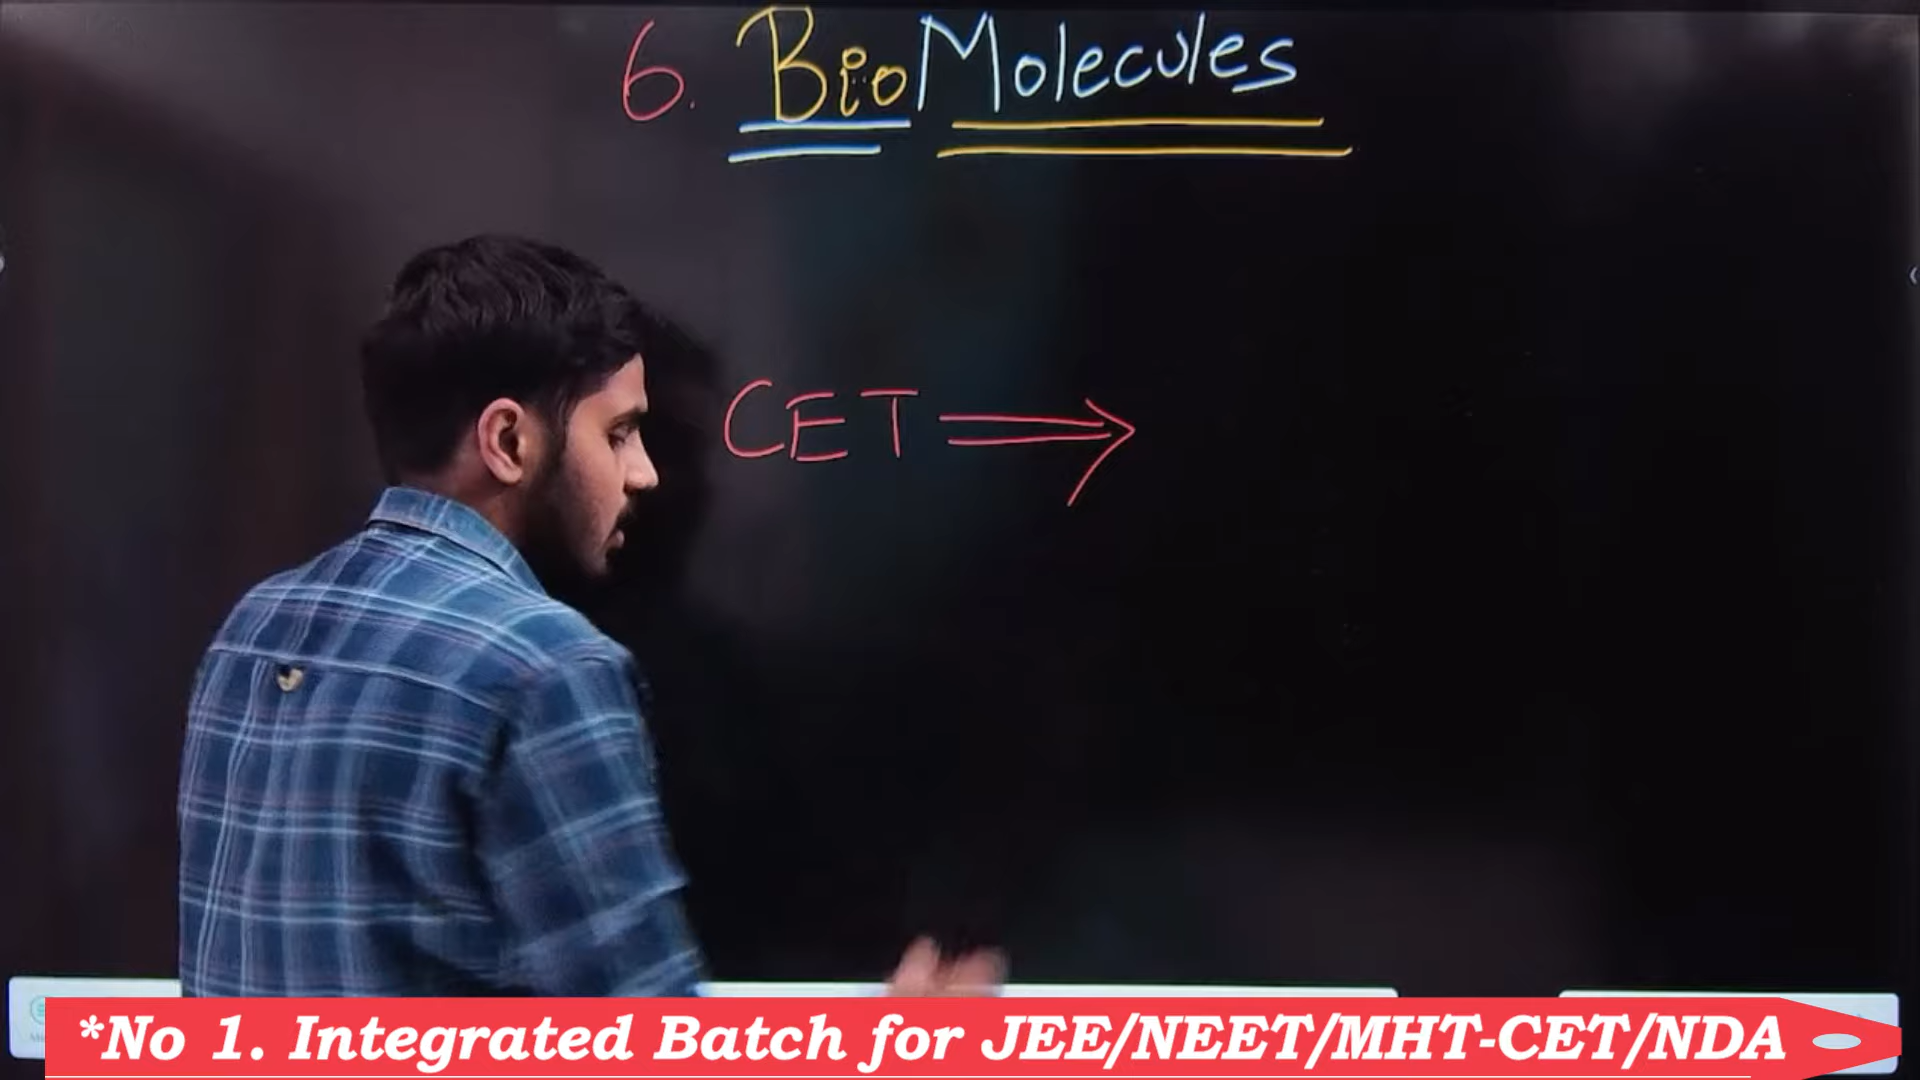 6. BioMolecules
CET
*No 1. Integrated Batch for JEE/NEET/MHT-CET/NDA